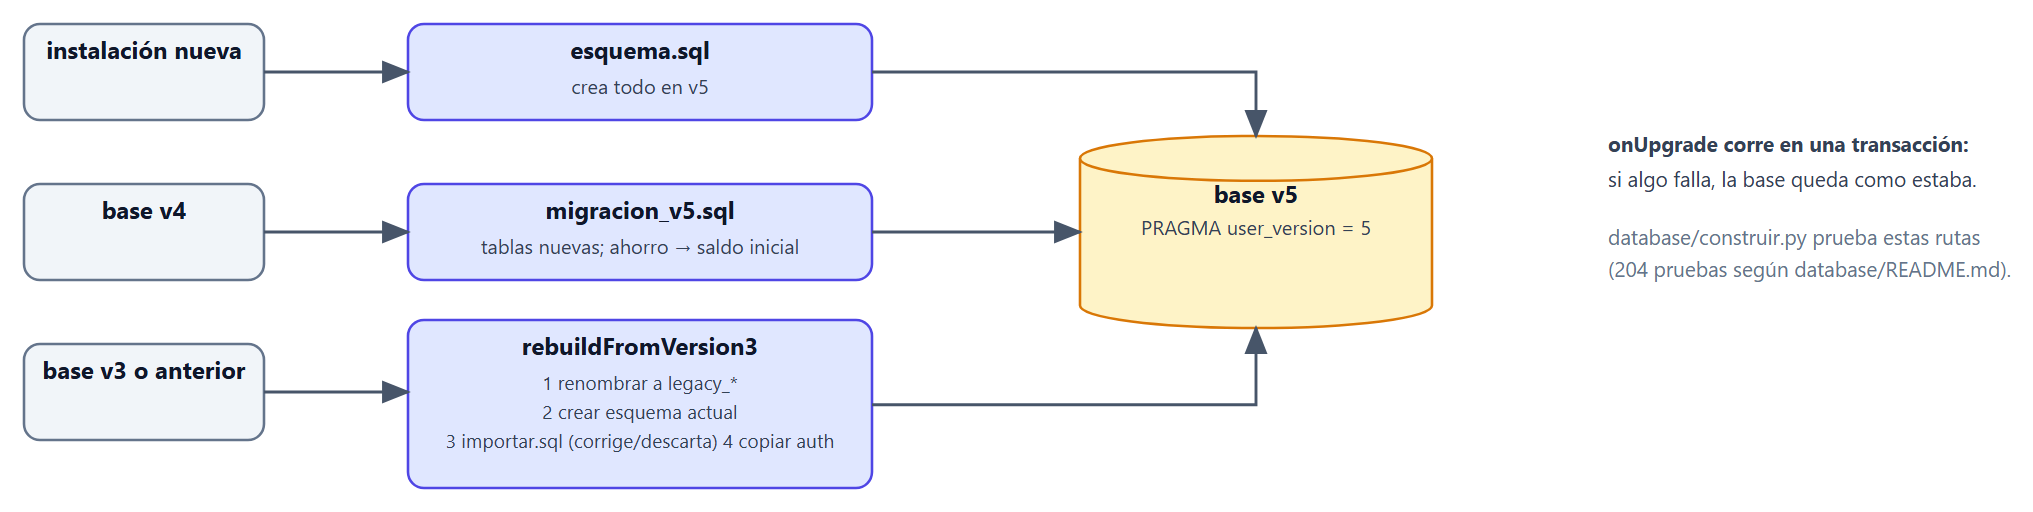 instalación nueva
esquema.sql
crea todo en v5
base v4
migracion_v5.sql
tablas nuevas; ahorro → saldo inicial
base v3 o anterior
rebuildFromVersion3
1 renombrar a legacy_*
2 crear esquema actual
3 importar.sql (corrige/descarta) 4 copiar auth
base v5
PRAGMA user_version = 5
onUpgrade corre en una transacción:
si algo falla, la base queda como estaba.
database/construir.py prueba estas rutas
(204 pruebas según database/README.md).